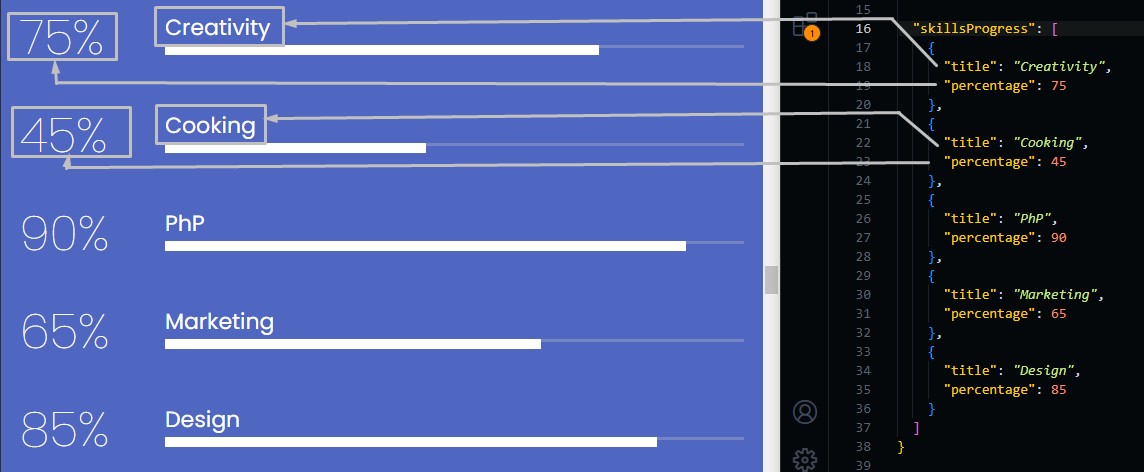 75%
Creativity
45%
Cooking
90%
PhP
65%
Marketing
85%
Design
1
15
16 "skillsProgress": [
17 {
18 "title": "Creativity",
19 "percentage": 75
20 },
21 {
22 "title": "Cooking",
23 "percentage": 45
24 },
25 {
26 "title": "PhP",
27 "percentage": 90
28 },
29 {
30 "title": "Marketing",
31 "percentage": 65
32 },
33 {
34 "title": "Design",
35 "percentage": 85
36 }
37 ]
38 }
39